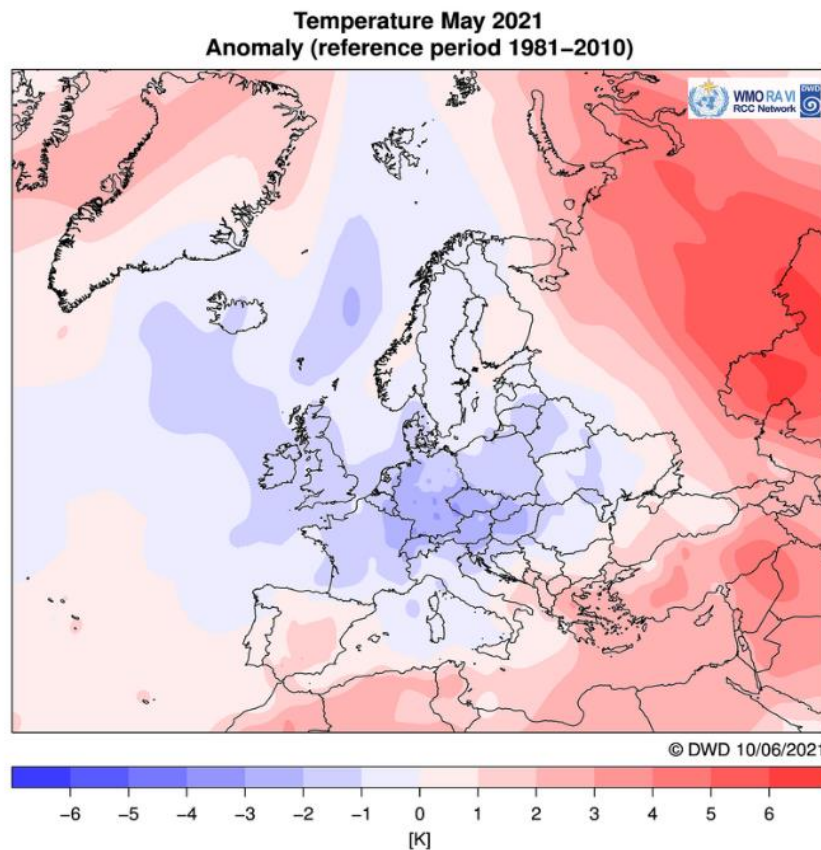 Temperature May 2021
Anomaly (reference period 1981−2010)
WMO RA VI
RCC Network
DWD
© DWD 10/06/2021
−6 −5 −4 −3 −2 −1 0 1 2 3 4 5 6
[K]